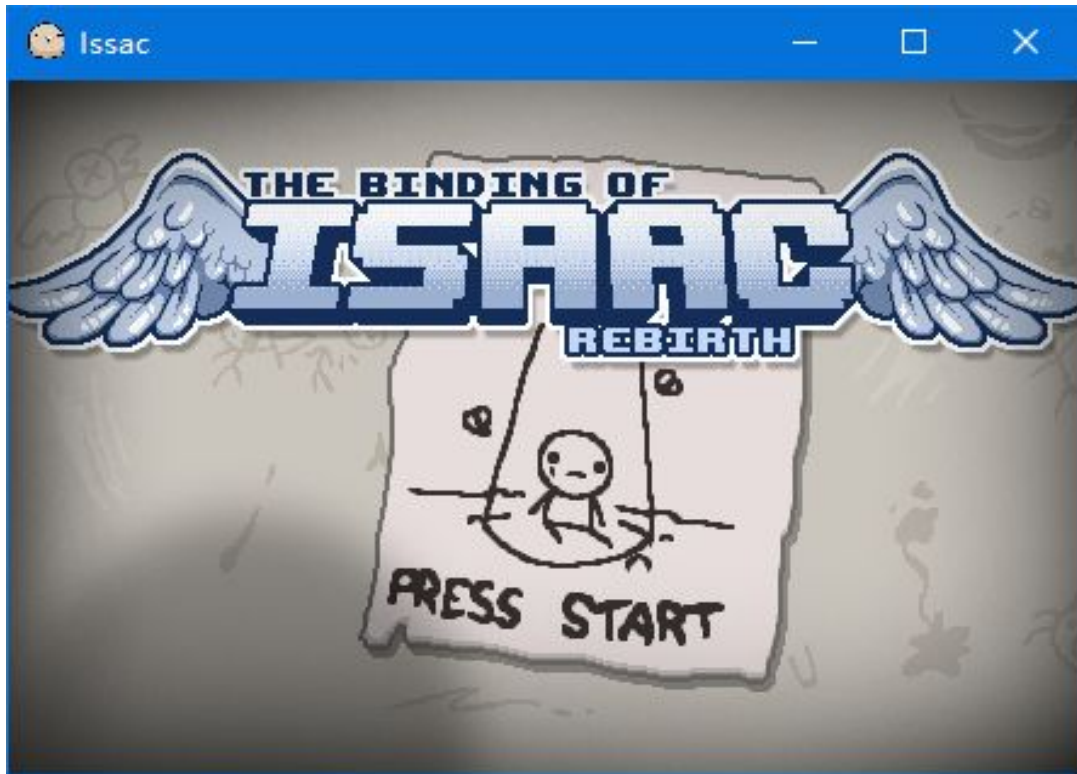 Issac
THE BINDING OF
ISAAC
REBIRTH
PRESS START